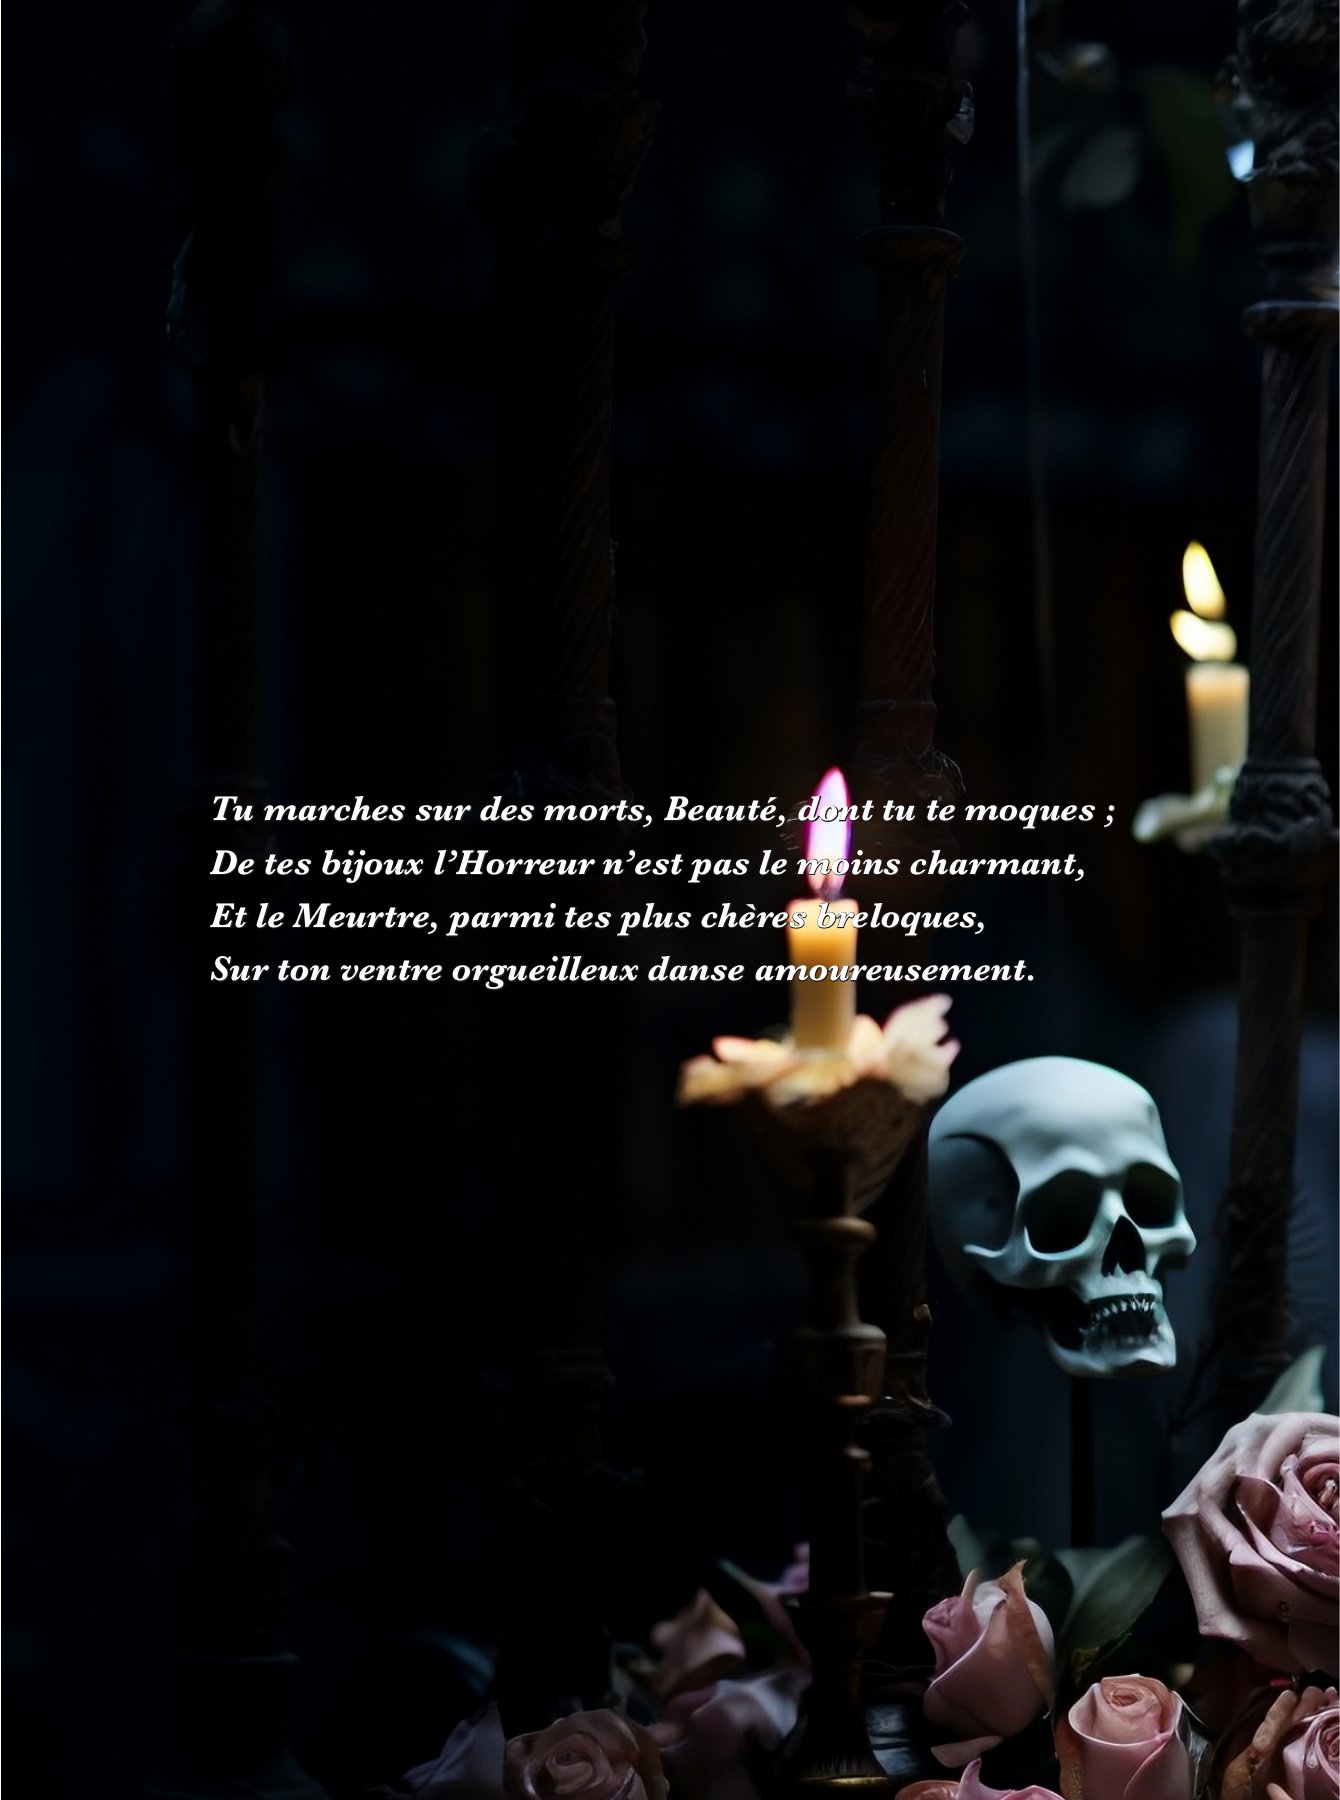 Tu marches sur des morts, Beauté, dont tu te moques ;
De tes bijoux l’Horreur n’est pas le moins charmant,
Et le Meurtre, parmi tes plus chères breloques,
Sur ton ventre orgueilleux danse amoureusement.